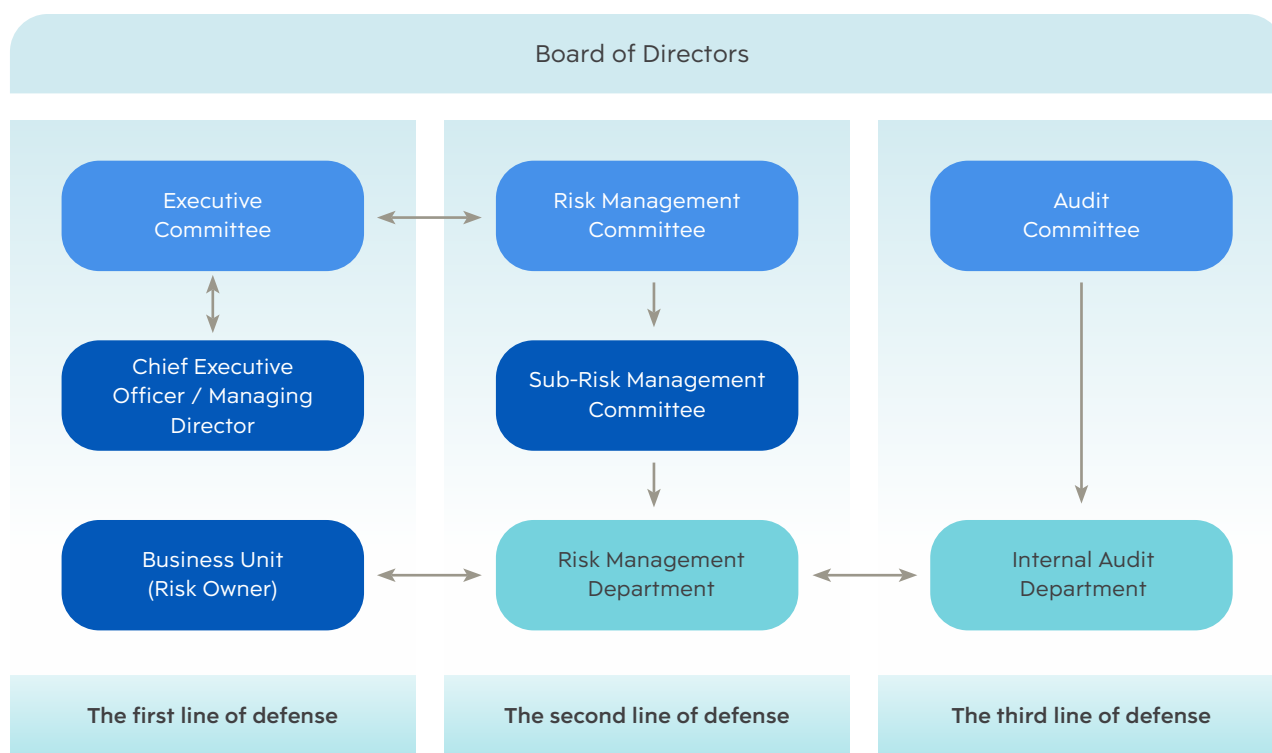 Board of Directors
Executive
Committee
Risk Management
Committee
Audit
Committee
Chief Executive
Officer / Managing
Director
Sub-Risk Management
Committee
Business Unit
(Risk Owner)
Risk Management
Department
Internal Audit
Department
The first line of defense
The second line of defense
The third line of defense